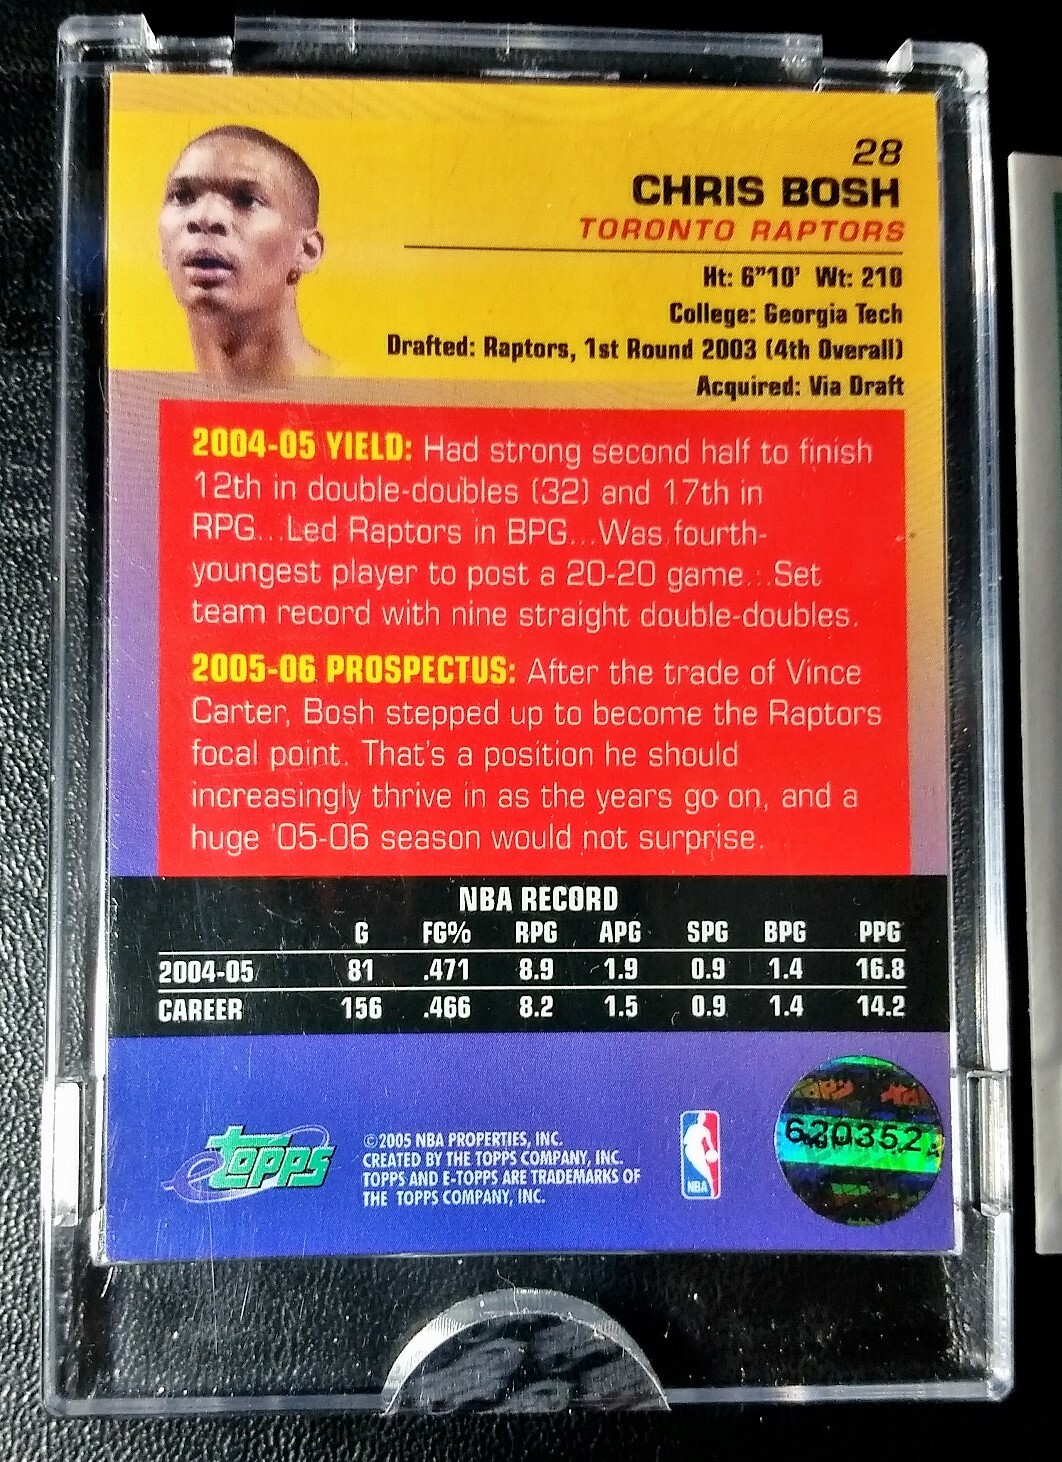 28
CHRIS BOSH
TORONTO RAPTORS
Ht: 6"10' Wt: 210
College: Georgia Tech
Drafted: Raptors, 1st Round 2003 (4th Overall)
Acquired: Via Draft
2004-05 YIELD: Had strong second half to finish
12th in double-doubles (32) and 17th in
RPG...Led Raptors in BPG...Was fourth-
youngest player to post a 20-20 game...Set
team record with nine straight double-doubles.
2005-06 PROSPECTUS: After the trade of Vince
Carter, Bosh stepped up to become the Raptors
focal point. That's a position he should
increasingly thrive in as the years go on, and a
huge '05-06 season would not surprise.
NBA RECORD
G FG% RPG APG SPG BPG PPG
2004-05 81 .471 8.9 1.9 0.9 1.4 16.8
CAREER 156 .466 8.2 1.5 0.9 1.4 14.2
etopps
©2005 NBA PROPERTIES, INC.
CREATED BY THE TOPPS COMPANY, INC.
TOPPS AND E-TOPPS ARE TRADEMARKS OF
THE TOPPS COMPANY, INC.
NBA
620352